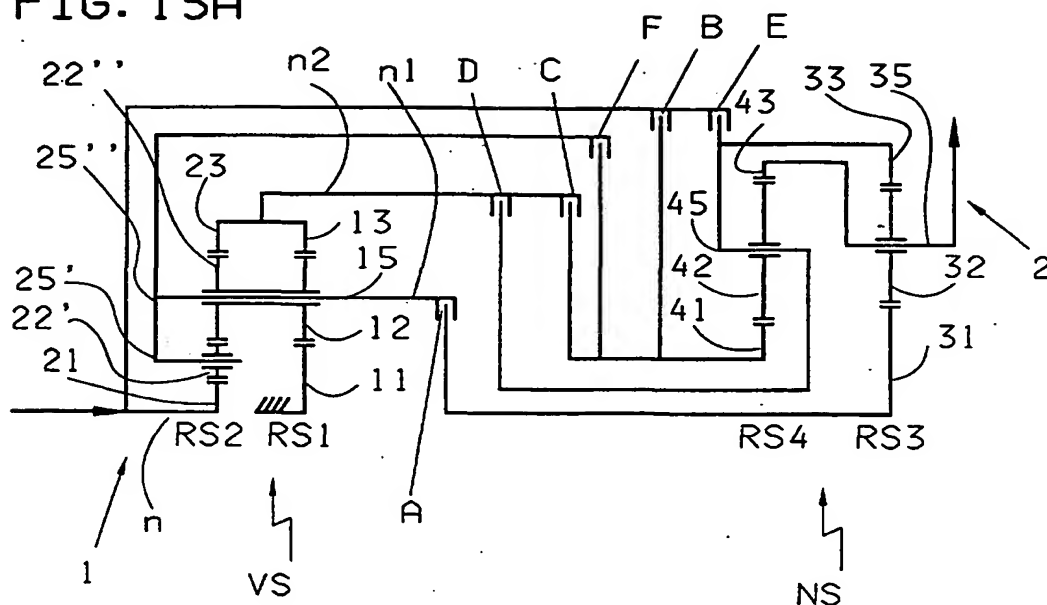 FIG. 15A
F B E
22'' n2 n1 D C 43 33 35
25'' 23 13 45
15 42 32 2
25'
22' 12 41
21 11 31
RS2 RS1 RS4 RS3
n A
1 VS NS